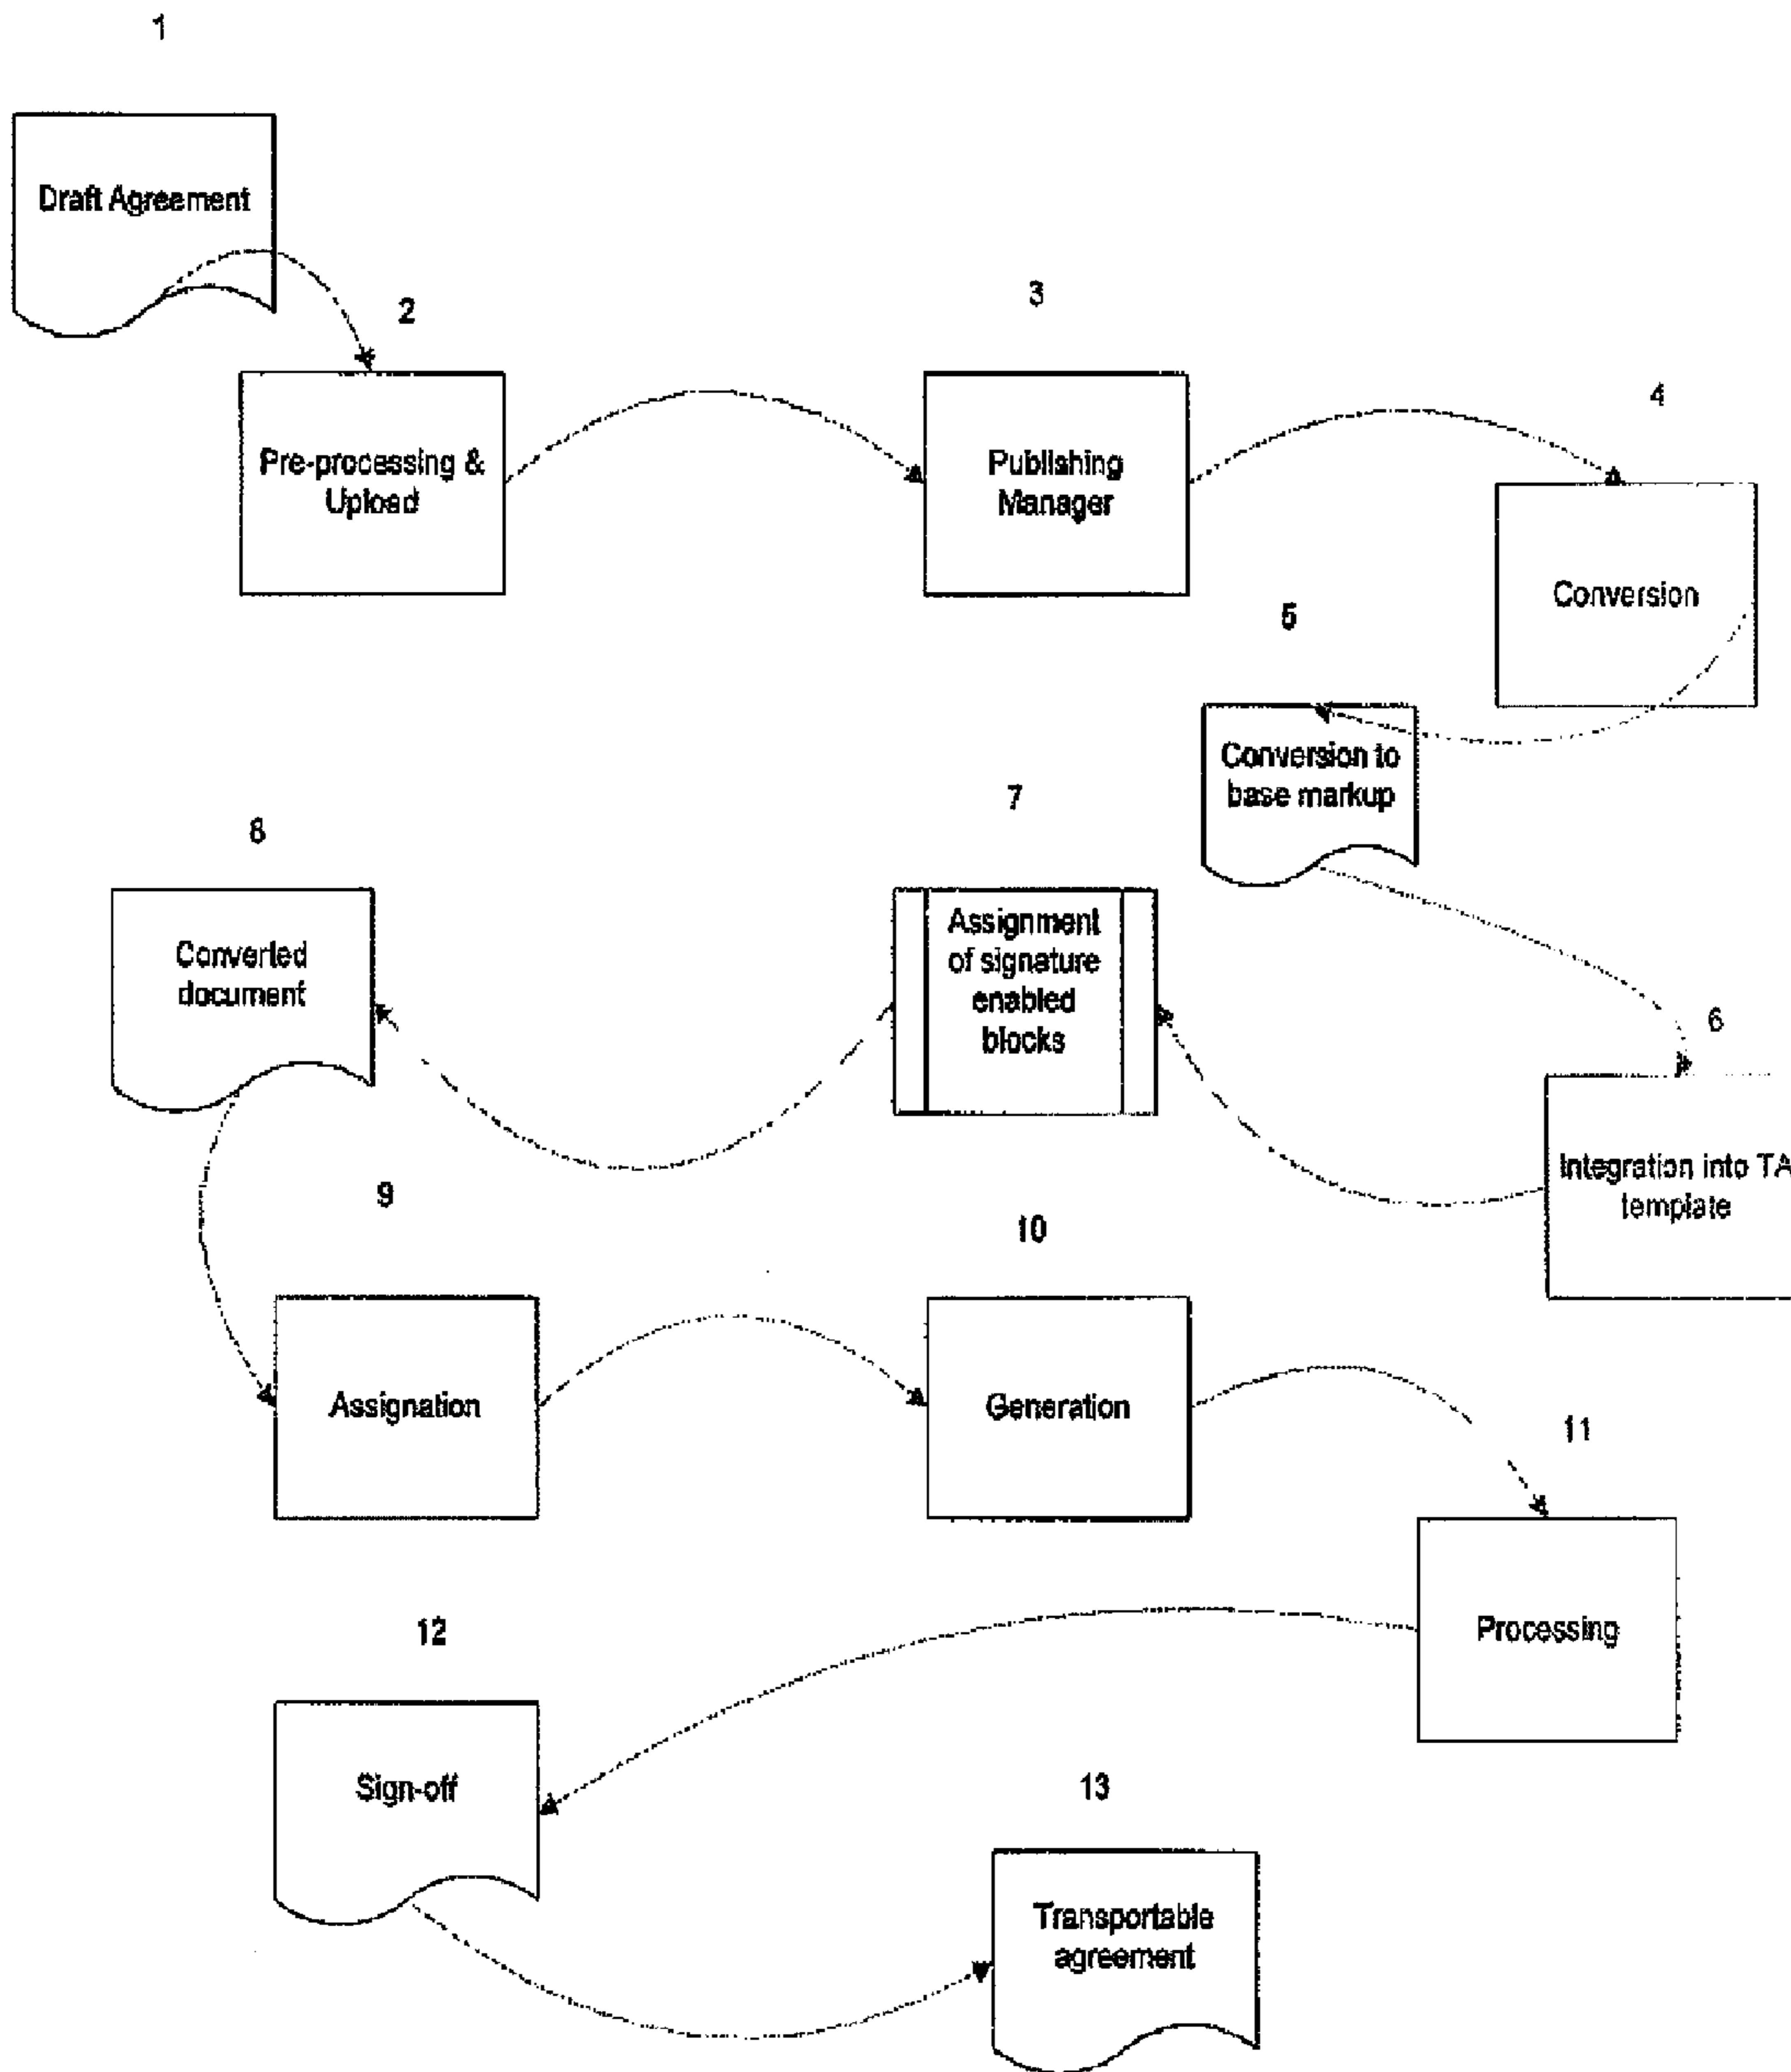 1
Draft Agreement
2
Pre-processing &
Upload
3
Publishing
Manager
4
Conversion
5
Conversion to
base markup
6
Integration into TA
template
7
Assignment
of signature
enabled
blocks
8
Converted
document
9
Assignation
10
Generation
11
Processing
12
Sign-off
13
Transportable
agreement